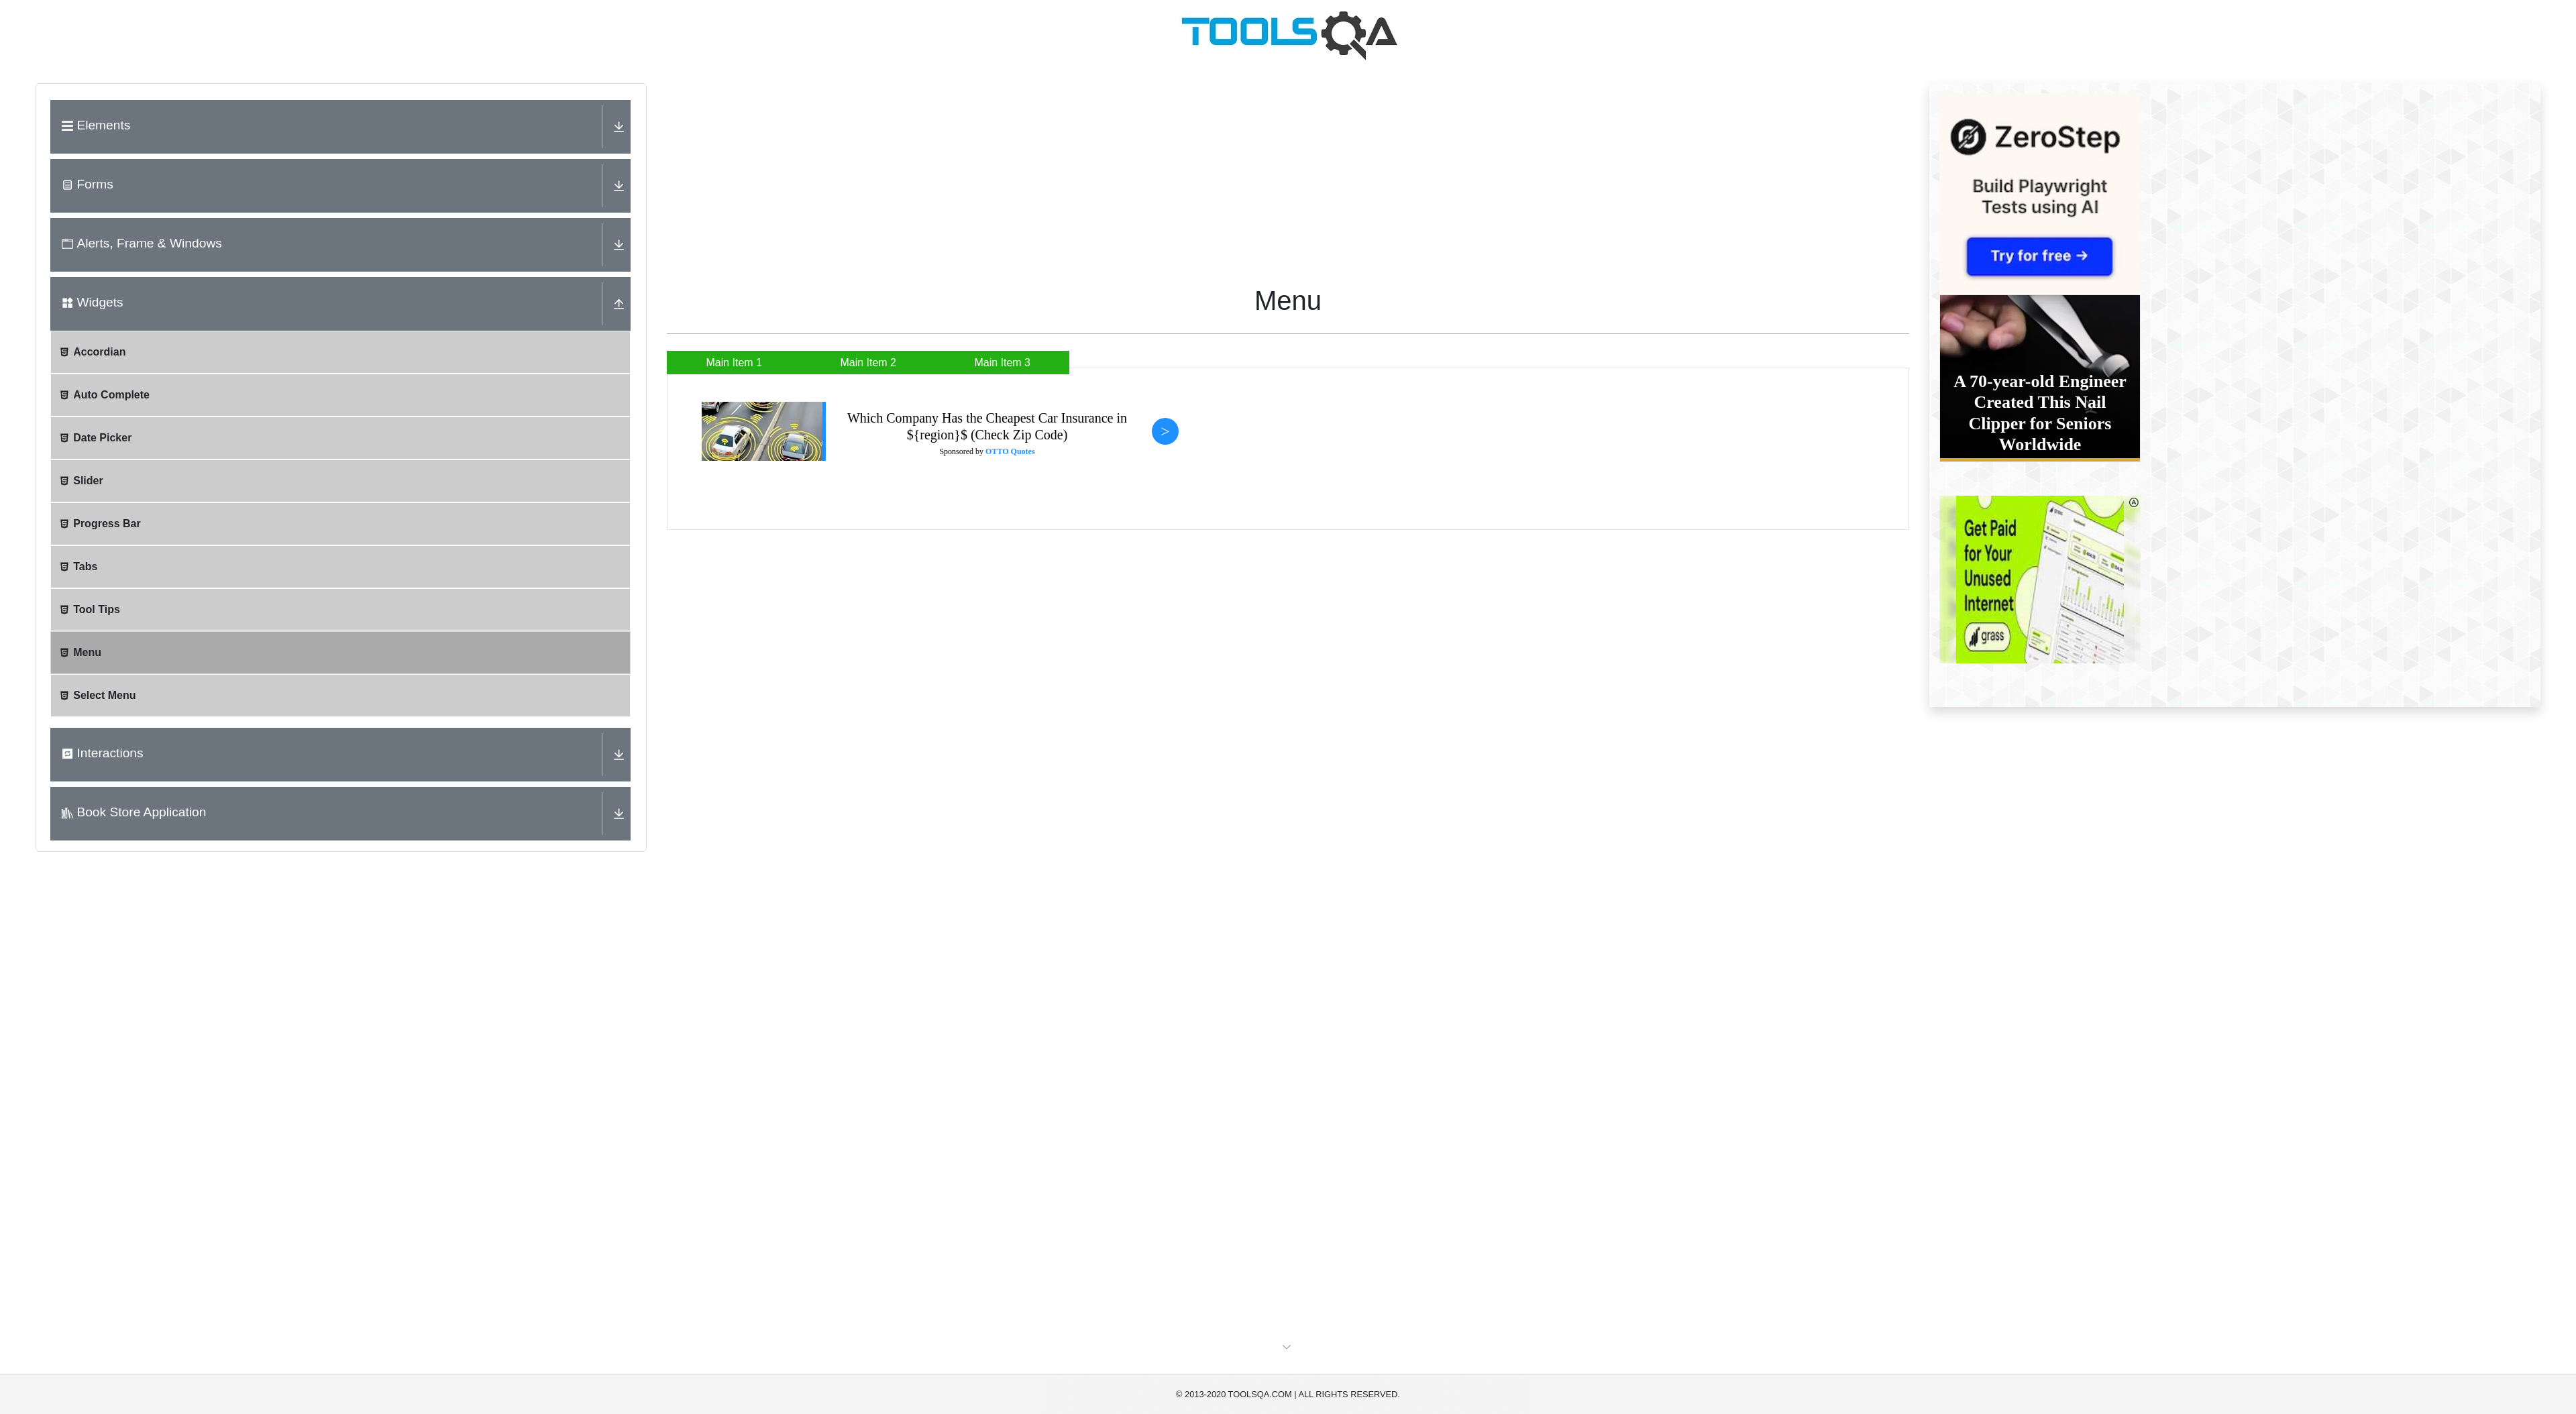 TOOLSQA
Elements
Forms
Alerts, Frame & Windows
Widgets
Accordian
Auto Complete
Date Picker
Slider
Progress Bar
Tabs
Tool Tips
Menu
Select Menu
Interactions
Book Store Application
Menu
Main Item 1
Main Item 2
Main Item 3
Which Company Has the Cheapest Car Insurance in
${region}$ (Check Zip Code)
Sponsored by OTTO Quotes
>
ZeroStep
Build Playwright
Tests using AI
Try for free →
A 70-year-old Engineer
Created This Nail
Clipper for Seniors
Worldwide
Get Paid
for Your
Unused
Internet
grass
© 2013-2020 TOOLSQA.COM | ALL RIGHTS RESERVED.